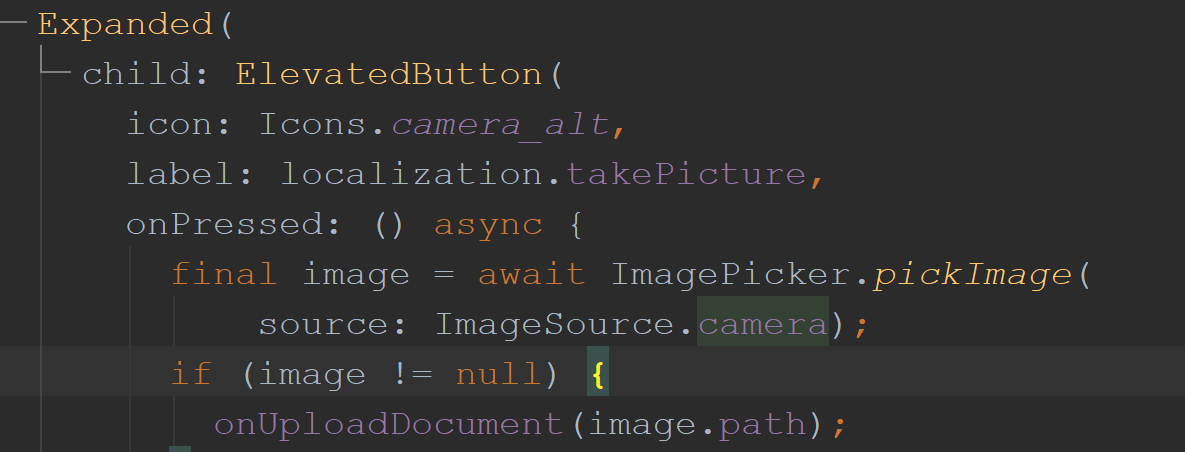 Expanded(
child: ElevatedButton(
icon: Icons.camera_alt,
label: localization.takePicture,
onPressed: () async {
final image = await ImagePicker.pickImage(
source: ImageSource.camera);
if (image != null) {
onUploadDocument(image.path);